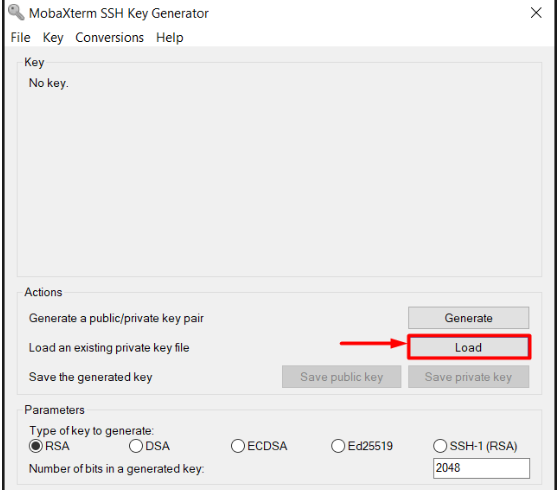 MobaXterm SSH Key Generator
File Key Conversions Help
Key
No key.
Actions
Generate a public/private key pair
Generate
Load an existing private key file
Load
Save the generated key
Save public key
Save private key
Parameters
Type of key to generate:
RSA DSA ECDSA Ed25519 SSH-1 (RSA)
Number of bits in a generated key:
2048